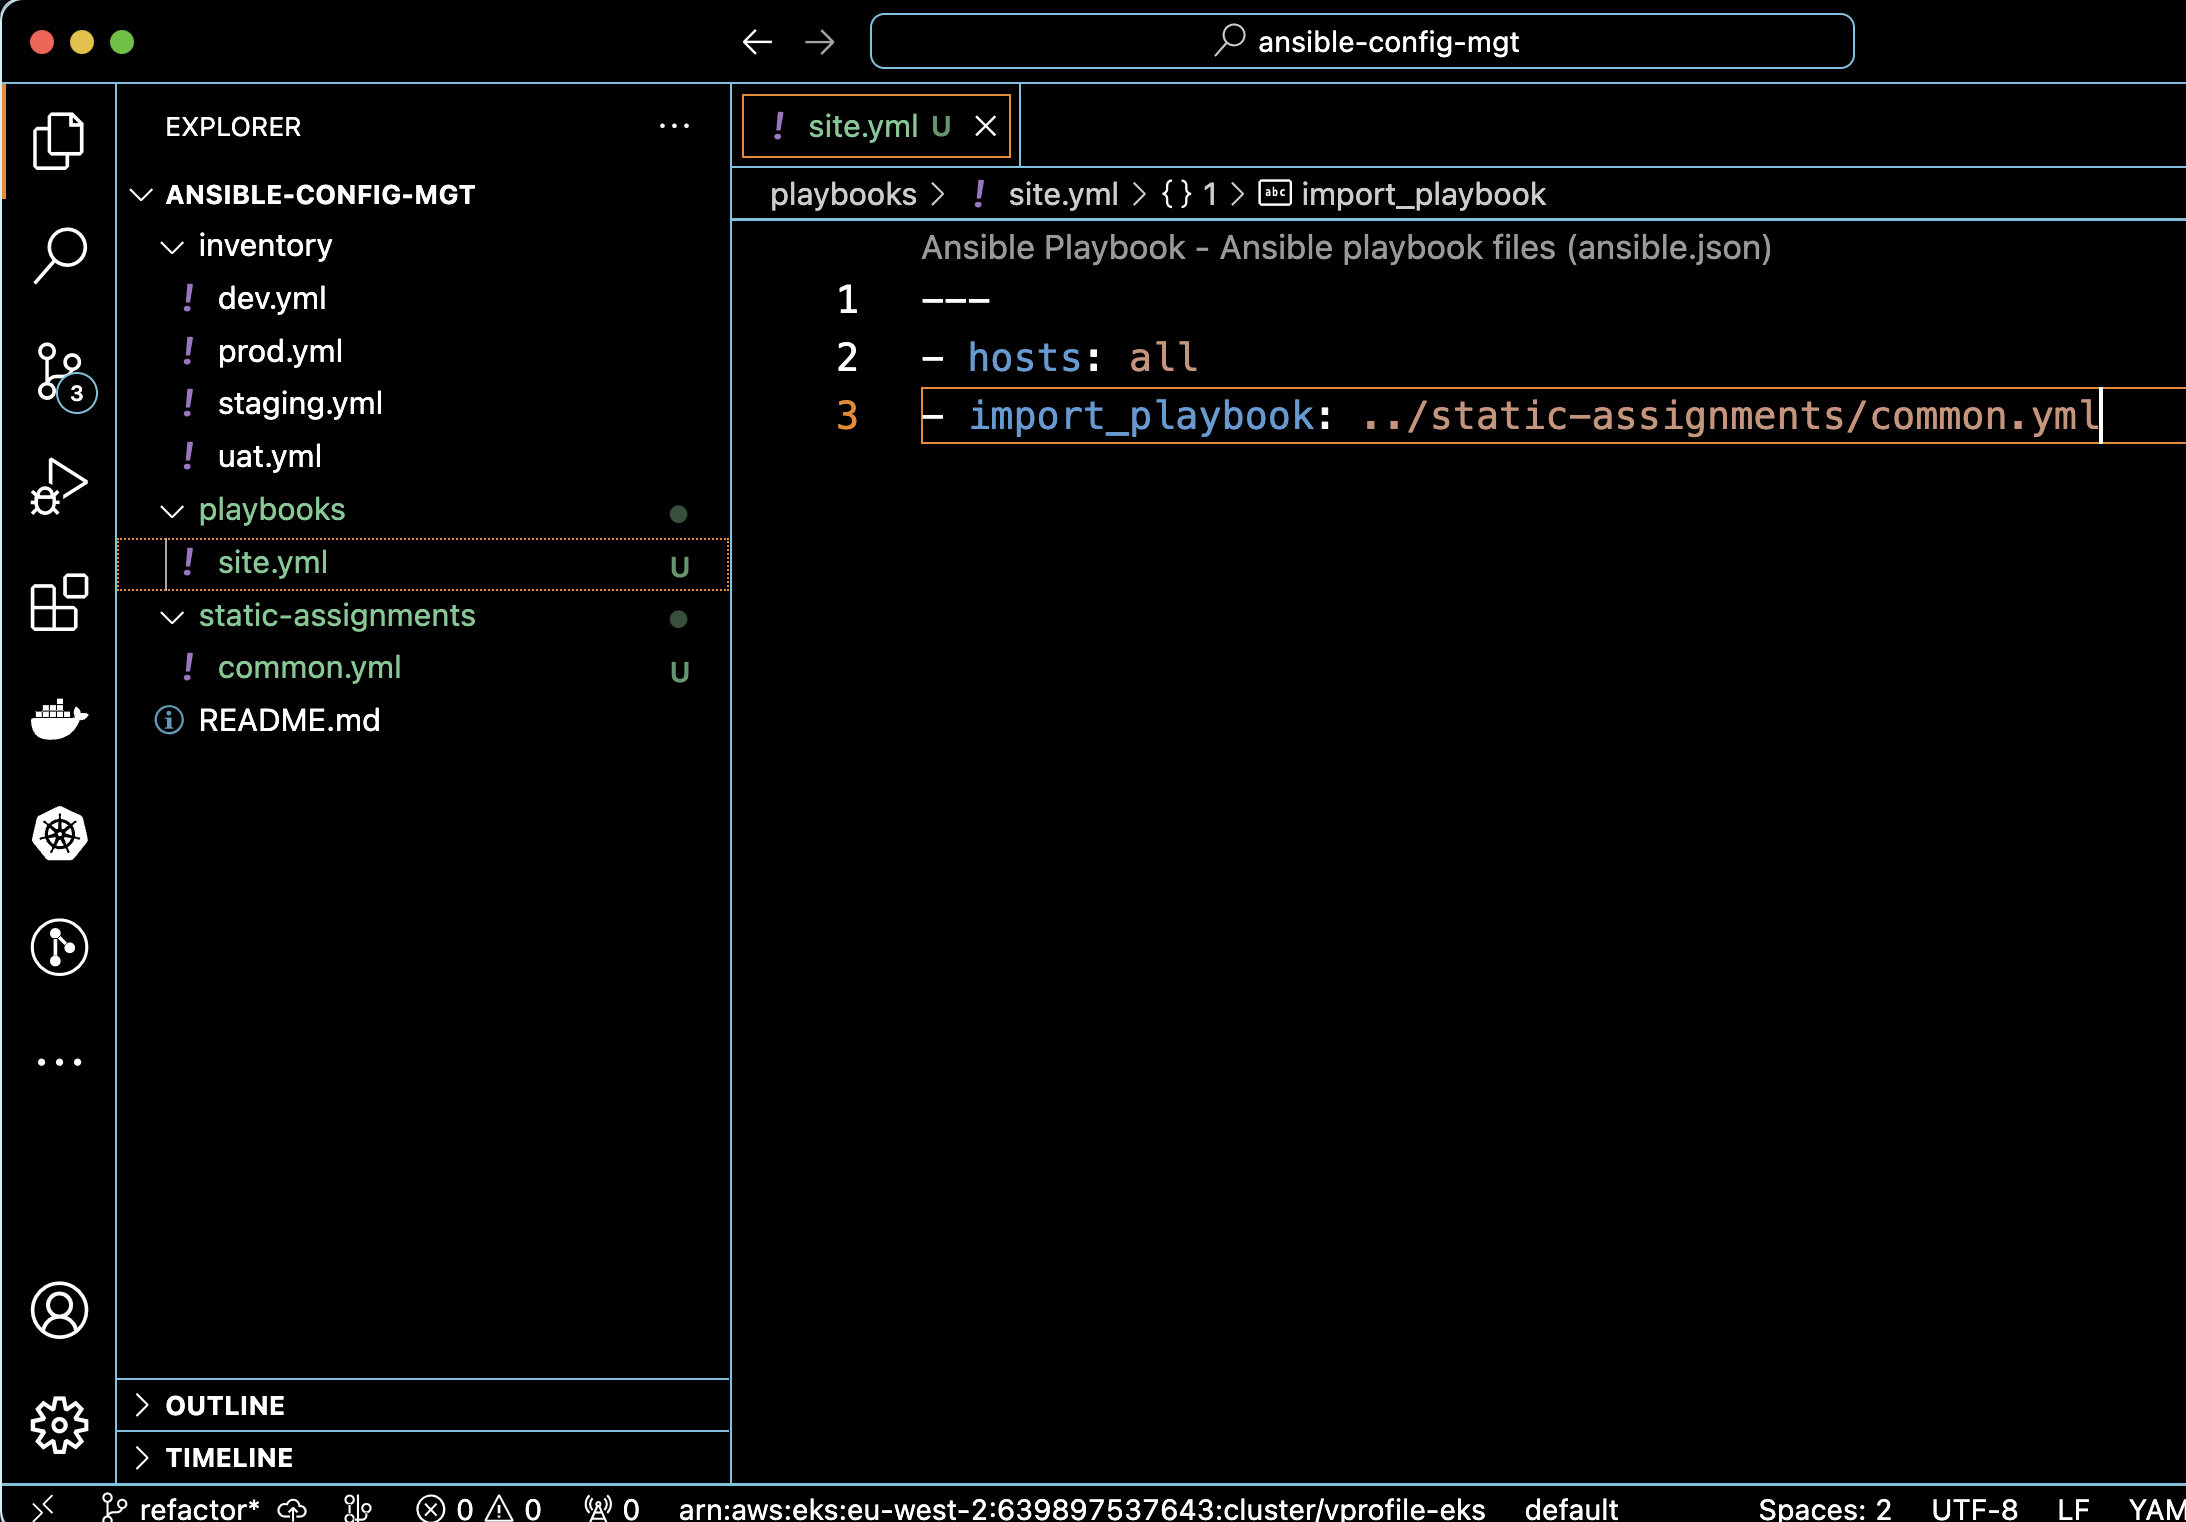 ansible-config-mgt
EXPLORER
site.yml U
ANSIBLE-CONFIG-MGT
playbooks > site.yml > {} 1 > abc import_playbook
inventory
dev.yml
prod.yml
staging.yml
uat.yml
playbooks
site.yml U
static-assignments
common.yml U
README.md
Ansible Playbook - Ansible playbook files (ansible.json)
1 ---
2 - hosts: all
3 - import_playbook: ../static-assignments/common.yml
3
OUTLINE
TIMELINE
refactor* 0 0 0 arn:aws:eks:eu-west-2:639897537643:cluster/vprofile-eks default Spaces: 2 UTF-8 LF YAM